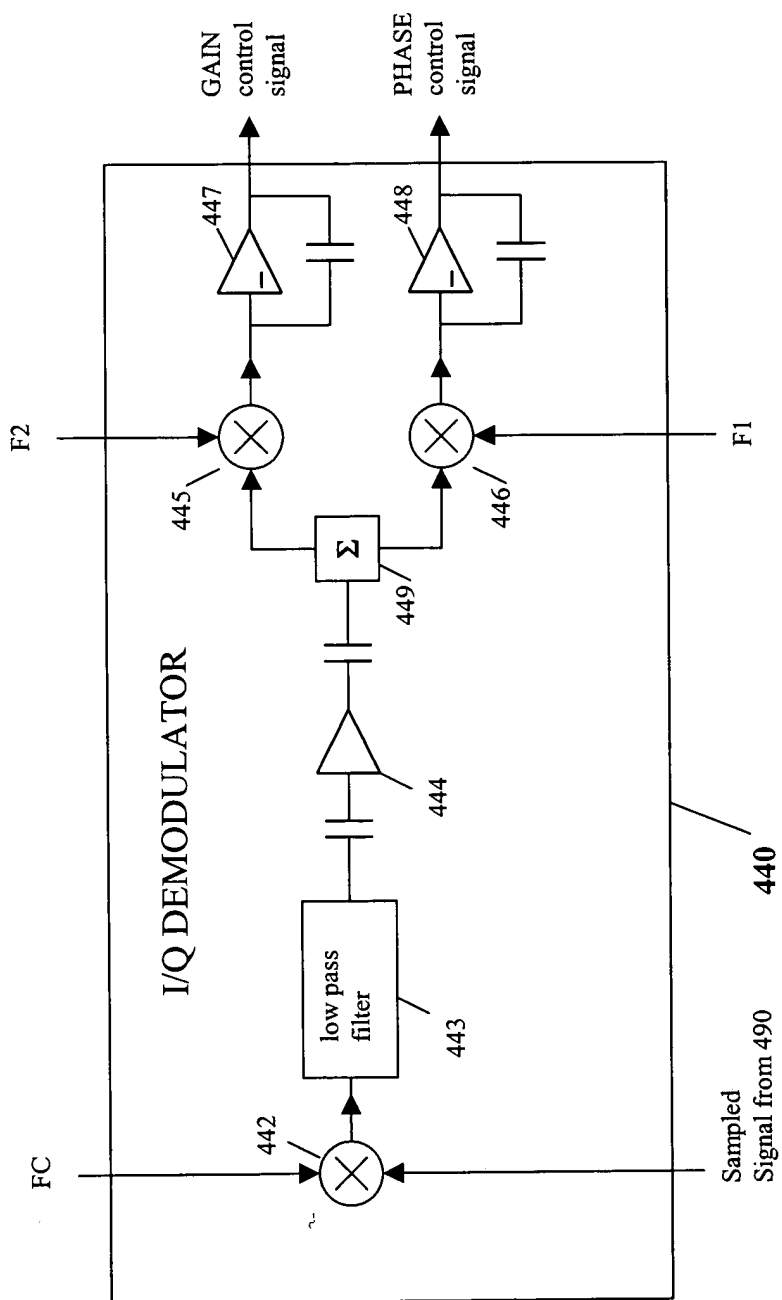 I/Q DEMODULATOR
FC
442
Sampled
Signal from 490
low pass
filter
443
444
Σ
449
F2
445
446
F1
447
448
GAIN
control
signal
PHASE
control
signal
440